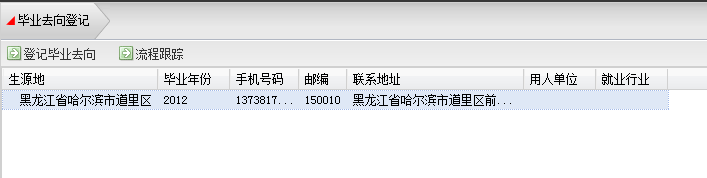 毕业去向登记
登记毕业去向 流程跟踪
生源地 毕业年份 手机号码 邮编 联系地址 用人单位 就业行业
黑龙江省哈尔滨市道里区 2012 1373817... 150010 黑龙江省哈尔滨市道里区前...